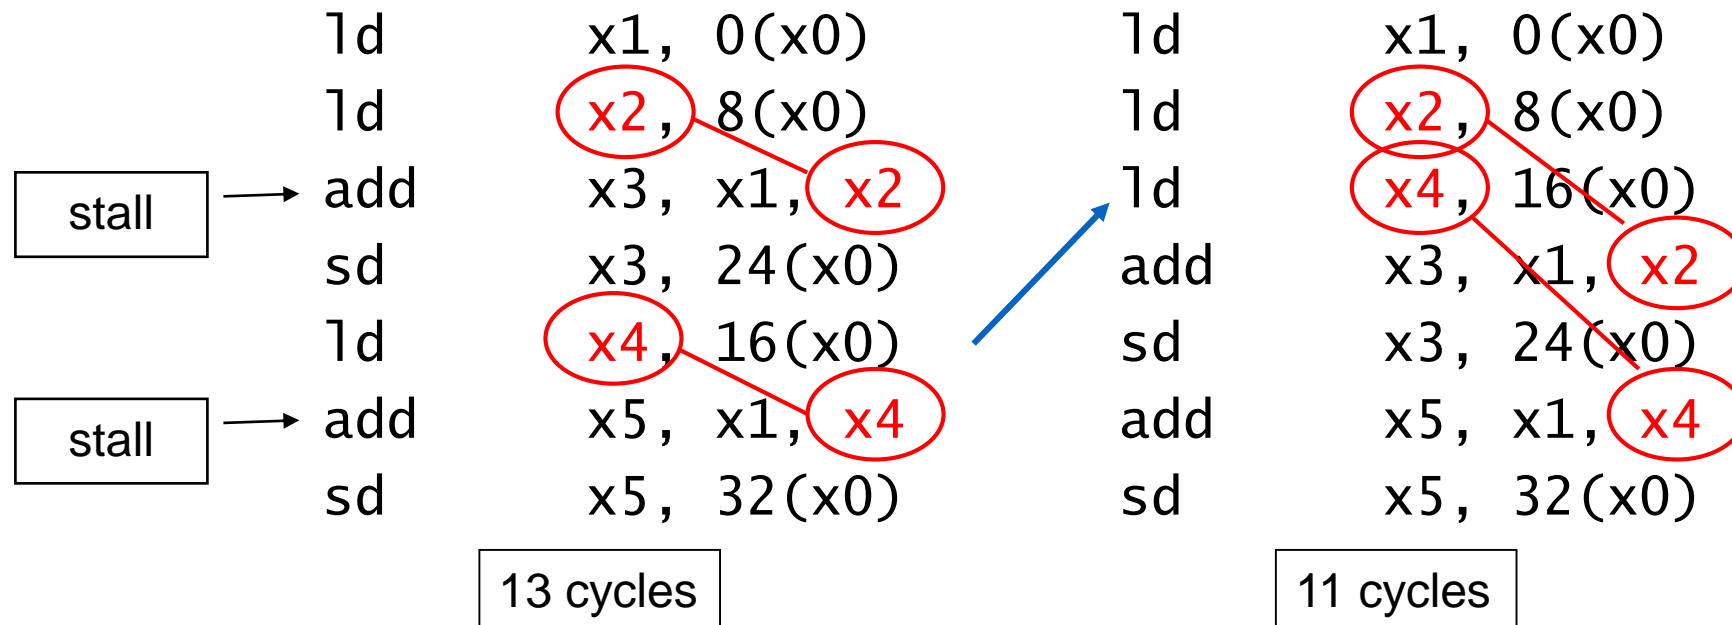 ld x1, 0(x0)
ld x2, 8(x0)
stall add x3, x1, x2
sd x3, 24(x0)
ld x4, 16(x0)
stall add x5, x1, x4
sd x5, 32(x0)
13 cycles
ld x1, 0(x0)
ld x2, 8(x0)
ld x4, 16(x0)
add x3, x1, x2
sd x3, 24(x0)
add x5, x1, x4
sd x5, 32(x0)
11 cycles